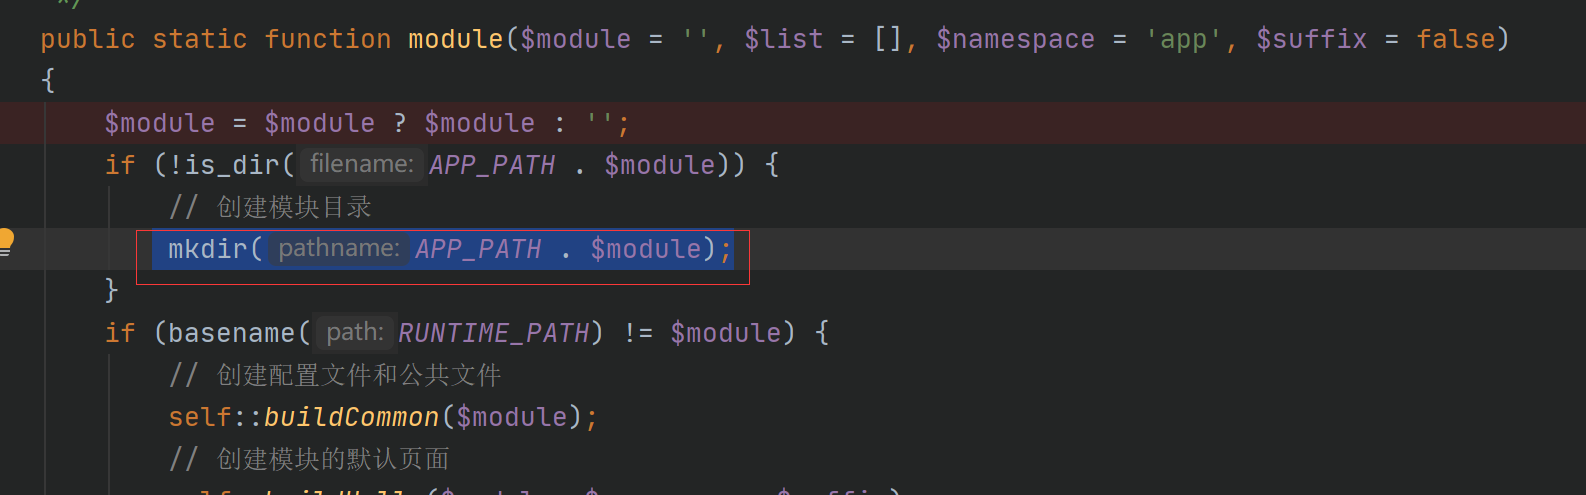 */
public static function module($module = '', $list = [], $namespace = 'app', $suffix = false)
{
$module = $module ? $module : '';
if (!is_dir( filename: APP_PATH . $module)) {
// 创建模块目录
mkdir( pathname: APP_PATH . $module);
}
if (basename( path: RUNTIME_PATH) != $module) {
// 创建配置文件和公共文件
self::buildCommon($module);
// 创建模块的默认页面